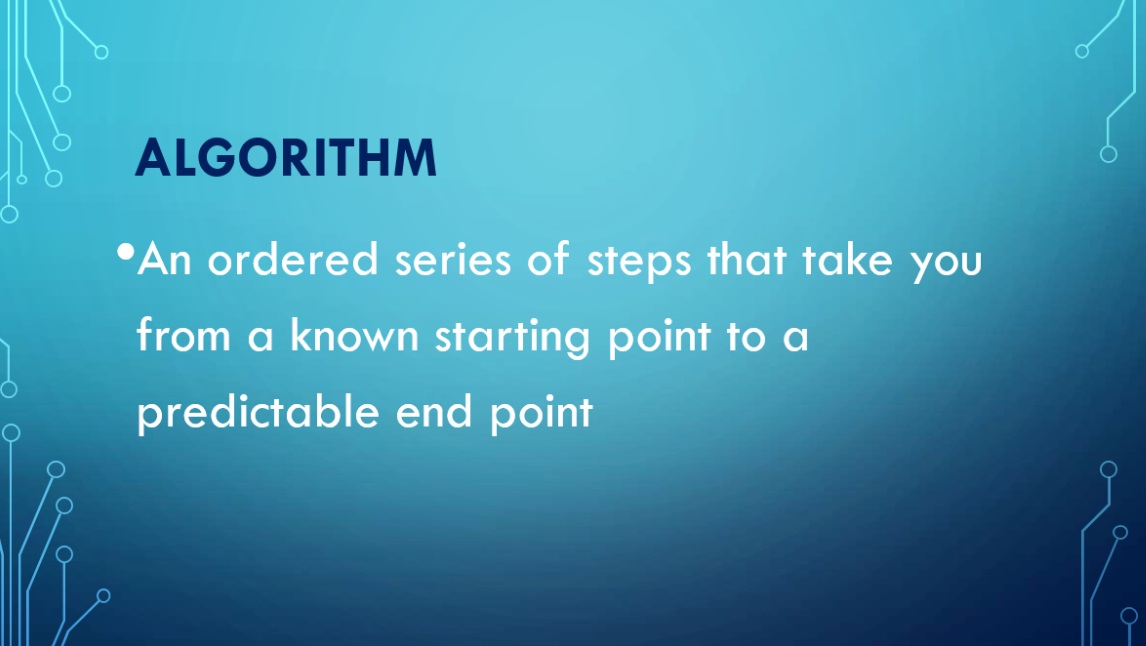 ALGORITHM
•An ordered series of steps that take you
from a known starting point to a
predictable end point